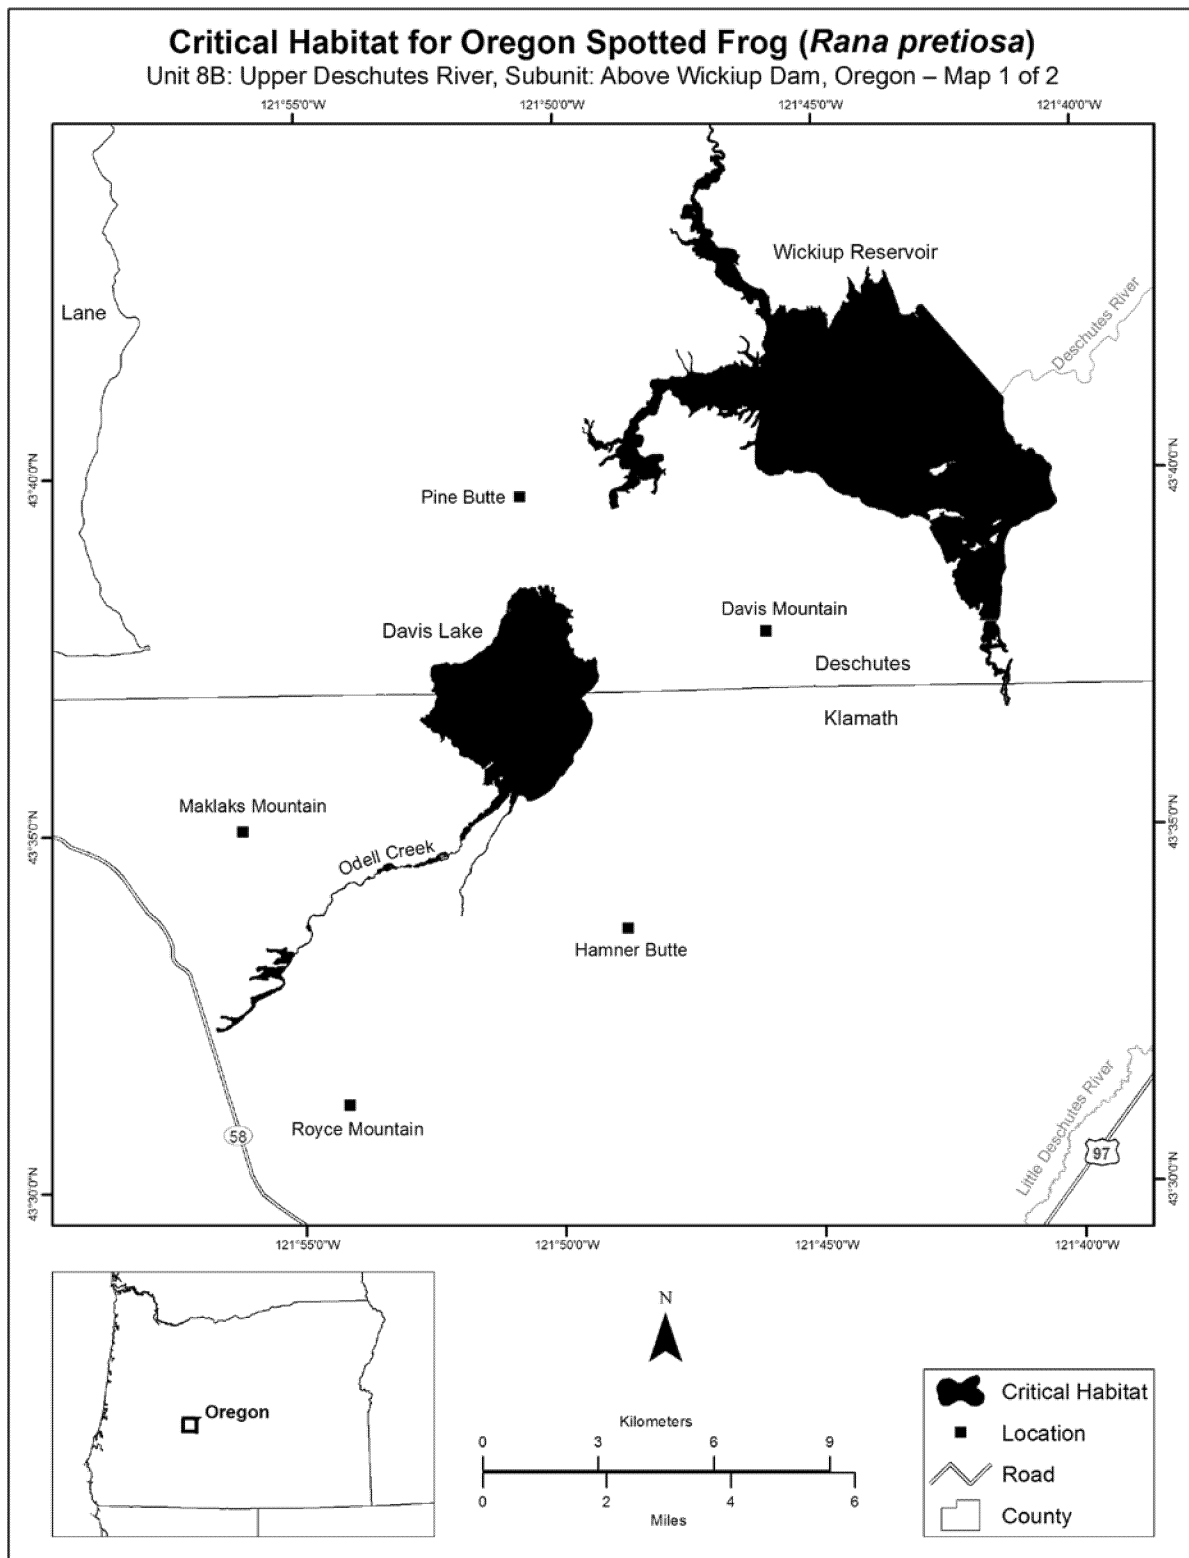 Critical Habitat for Oregon Spotted Frog (Rana pretiosa)
Unit 8B: Upper Deschutes River, Subunit: Above Wickiup Dam, Oregon – Map 1 of 2
121°55'0"W
121°50'0"W
121°45'0"W
121°40'0"W
Wickiup Reservoir
Lane
Deschutes River
43°40'0"N
43°40'0"N
Pine Butte
Davis Mountain
Davis Lake
Deschutes
Klamath
Maklaks Mountain
43°35'0"N
43°35'0"N
Odell Creek
Hamner Butte
Royce Mountain
58
Little Deschutes River
97
43°30'0"N
43°30'0"N
121°55'0"W
121°50'0"W
121°45'0"W
121°40'0"W
Oregon
N
Kilometers
0 3 6 9
0 2 4 6
Miles
Critical Habitat
Location
Road
County